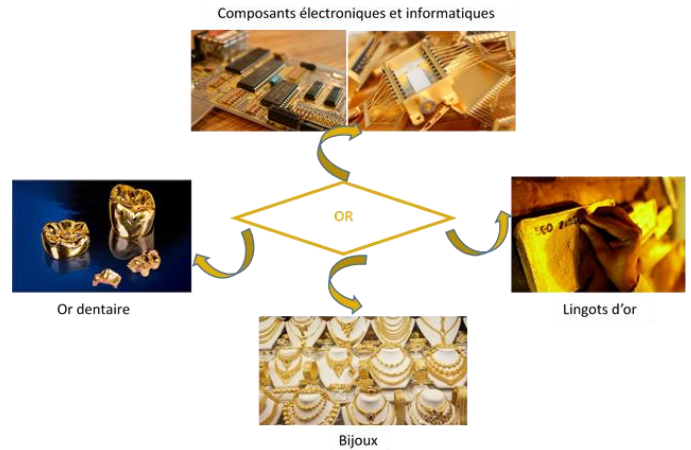 Composants électroniques et informatiques
OR
Or dentaire
Lingots d'or
Bijoux